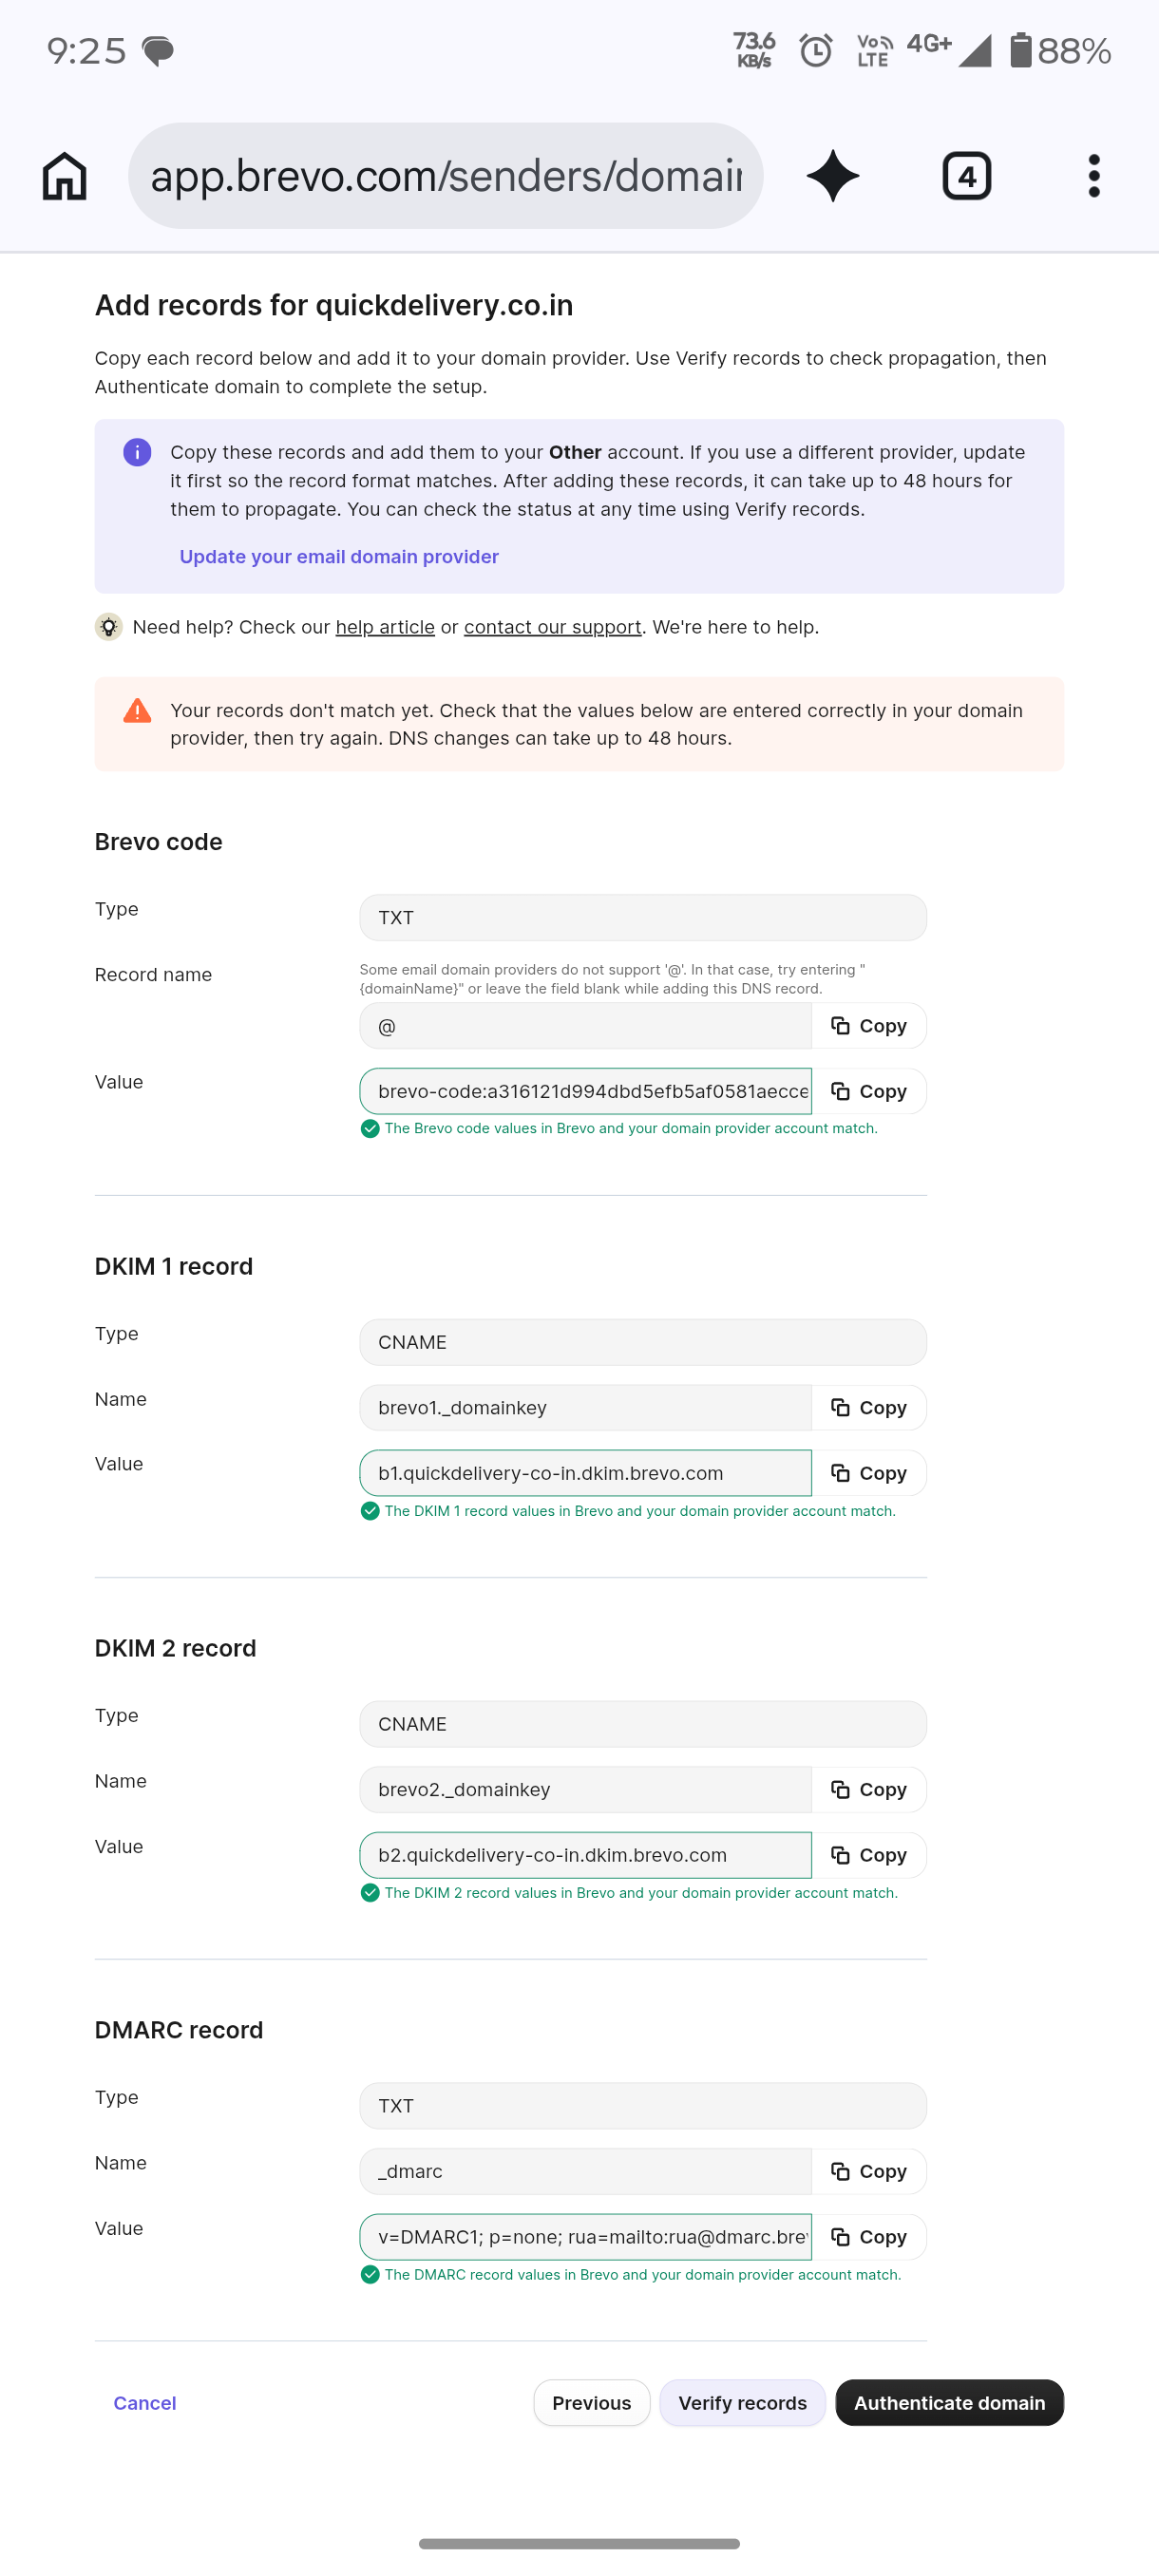 9:25
73.6
KB/s
Vo
LTE
4G+
88%
app.brevo.com/senders/domain
4
Add records for quickdelivery.co.in
Copy each record below and add it to your domain provider. Use Verify records to check propagation, then
Authenticate domain to complete the setup.
Copy these records and add them to your Other account. If you use a different provider, update
it first so the record format matches. After adding these records, it can take up to 48 hours for
them to propagate. You can check the status at any time using Verify records.
Update your email domain provider
Need help? Check our help article or contact our support. We're here to help.
Your records don't match yet. Check that the values below are entered correctly in your domain
provider, then try again. DNS changes can take up to 48 hours.
Brevo code
Type
TXT
Record name
Some email domain providers do not support '@'. In that case, try entering "
{domainName}" or leave the field blank while adding this DNS record.
@
Copy
Value
brevo-code:a316121d994dbd5efb5af0581aecce
Copy
The Brevo code values in Brevo and your domain provider account match.
DKIM 1 record
Type
CNAME
Name
brevo1._domainkey
Copy
Value
b1.quickdelivery-co-in.dkim.brevo.com
Copy
The DKIM 1 record values in Brevo and your domain provider account match.
DKIM 2 record
Type
CNAME
Name
brevo2._domainkey
Copy
Value
b2.quickdelivery-co-in.dkim.brevo.com
Copy
The DKIM 2 record values in Brevo and your domain provider account match.
DMARC record
Type
TXT
Name
_dmarc
Copy
Value
v=DMARC1; p=none; rua=mailto:rua@dmarc.brev
Copy
The DMARC record values in Brevo and your domain provider account match.
Cancel
Previous
Verify records
Authenticate domain